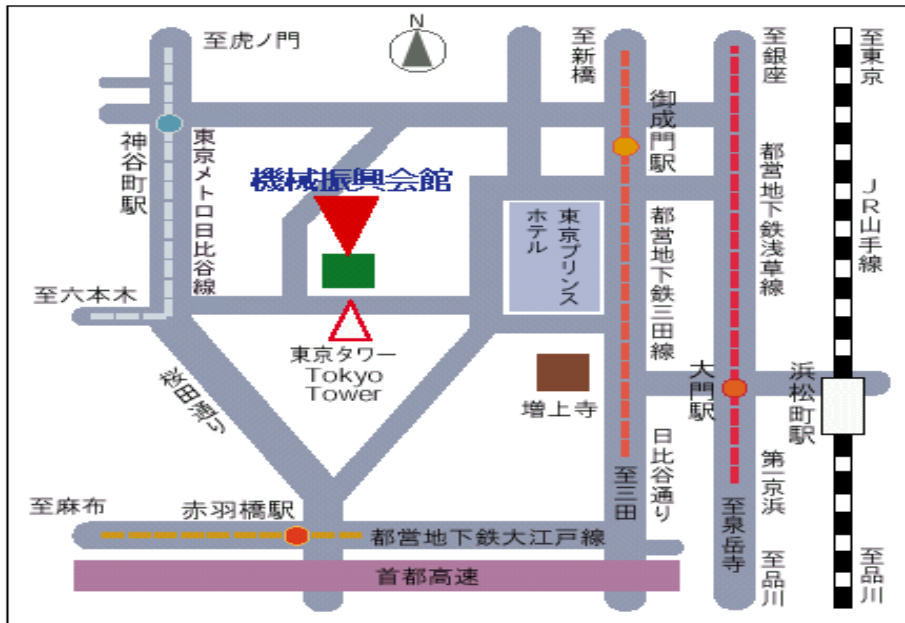 至虎ノ門
N
至新橋
至銀座
至東京
御成門駅
神谷町駅
東京メトロ日比谷線
機械振興会館
都営地下鉄浅草線
JR山手線
東京プリンス
ホテル
都営地下鉄三田線
至六本木
東京タワー
Tokyo
Tower
桜田通り
増上寺
大門駅
浜松町駅
日比谷通り
第一京浜
至三田
至麻布
赤羽橋駅
都営地下鉄大江戸線
至泉岳寺
至品川
至品川
首都高速